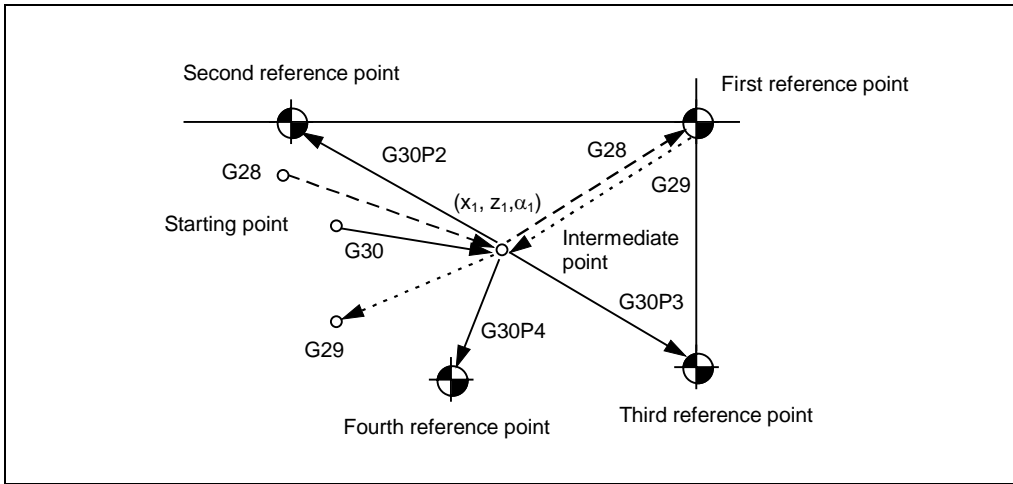 Second reference point
First reference point
G30P2
G28
G28
G29
(x1, z1,α1)
Starting point
Intermediate
point
G30
G30P3
G30P4
G29
Third reference point
Fourth reference point